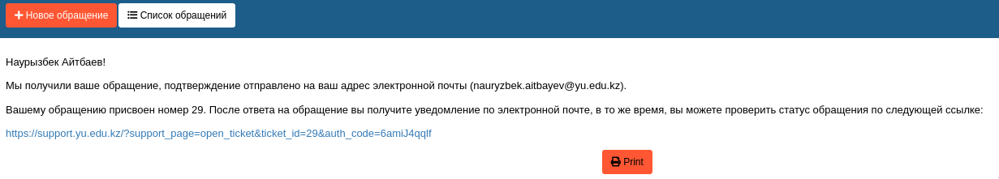 Новое обращение Список обращений
Наурызбек Айтбаев!
Мы получили ваше обращение, подтверждение отправлено на ваш адрес электронной почты (nauryzbek.aitbayev@yu.edu.kz).
Вашему обращению присвоен номер 29. После ответа на обращение вы получите уведомление по электронной почте, в то же время, вы можете проверить статус обращения по следующей ссылке:
https://support.yu.edu.kz/?support_page=open_ticket&ticket_id=29&auth_code=6amiJ4qqlf
Print